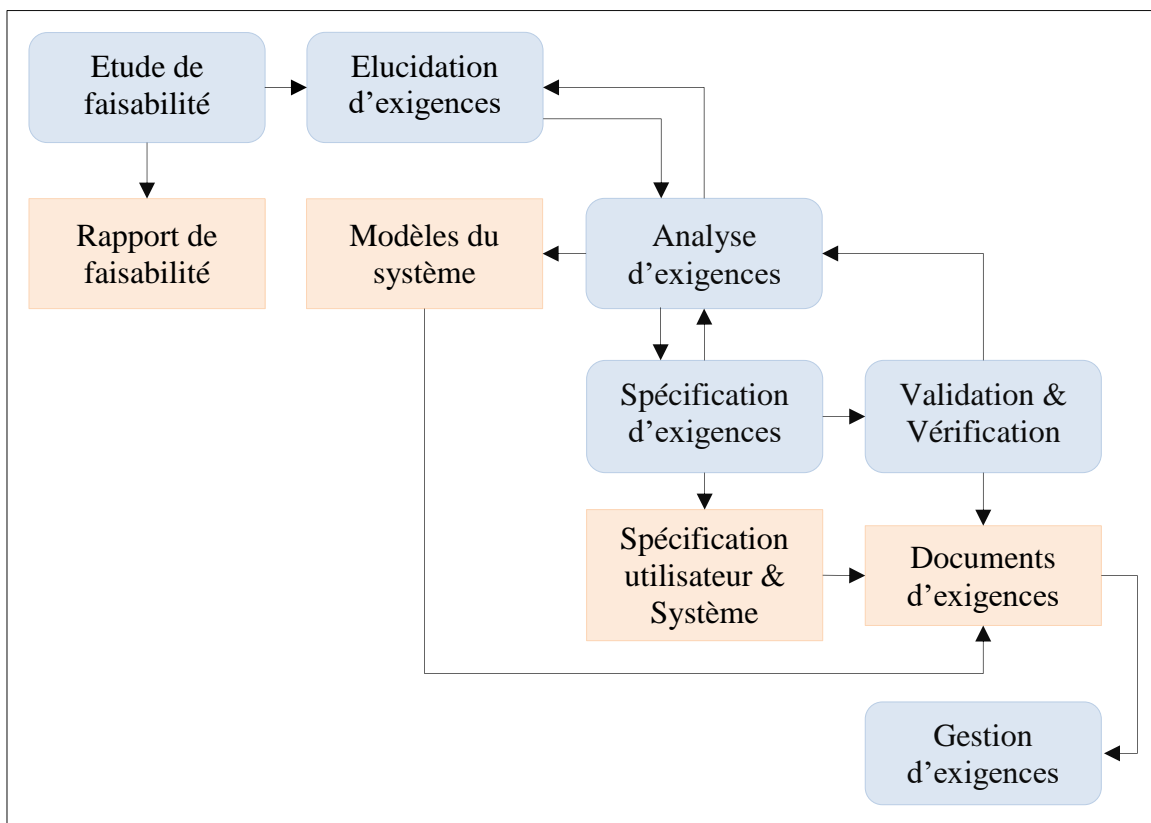 Etude de
faisabilité
Elucidation
d’exigences
Rapport de
faisabilité
Modèles du
système
Analyse
d’exigences
Spécification
d’exigences
Validation &
Vérification
Spécification
utilisateur &
Système
Documents
d’exigences
Gestion
d’exigences